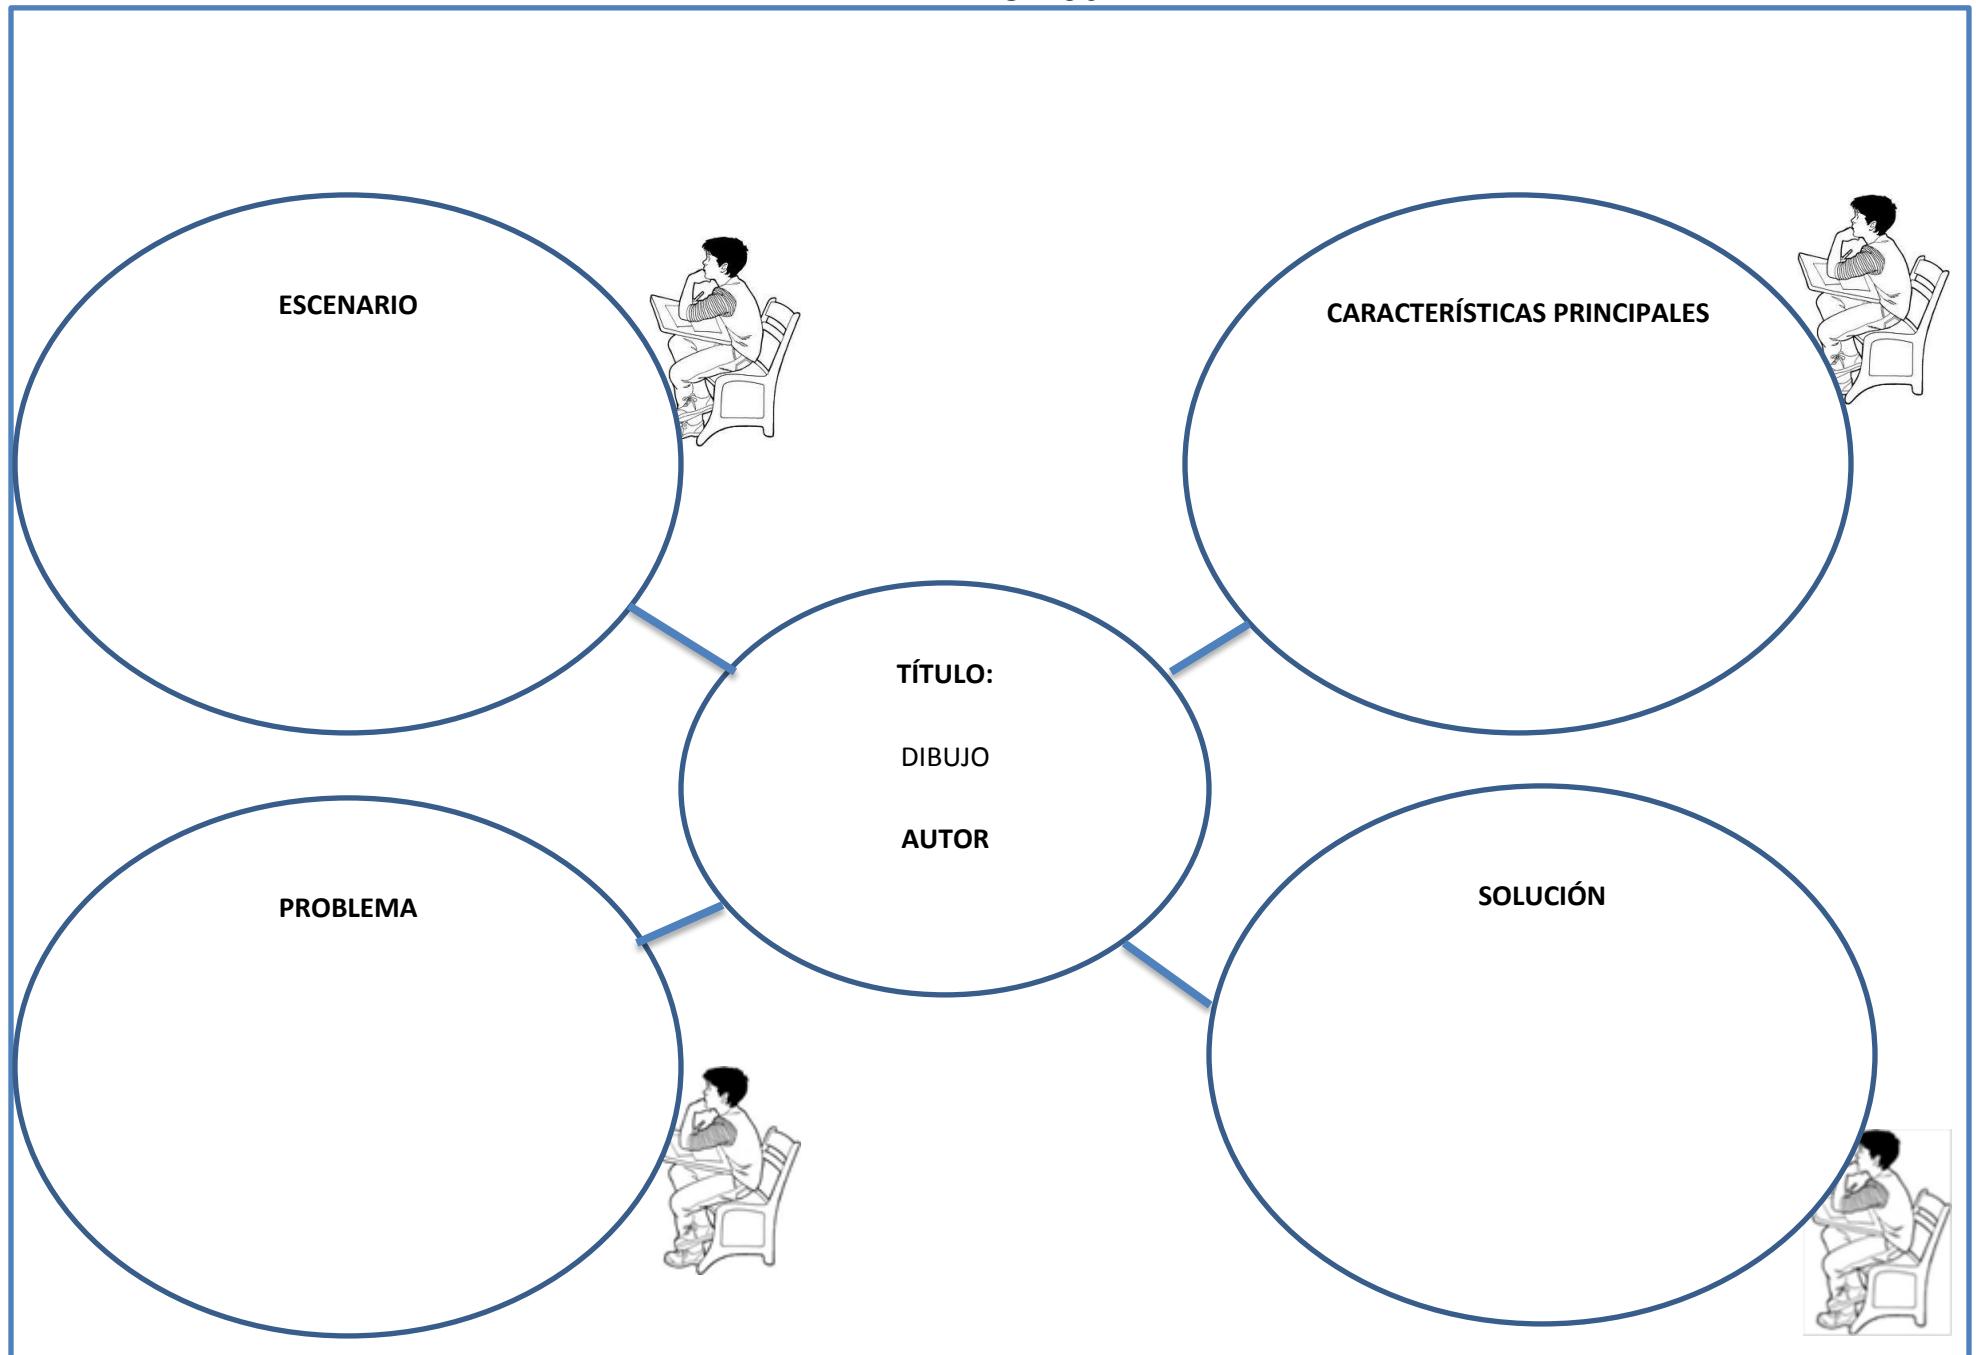 ESCENARIO
CARACTERÍSTICAS PRINCIPALES
TÍTULO:
DIBUJO
AUTOR
PROBLEMA
SOLUCIÓN